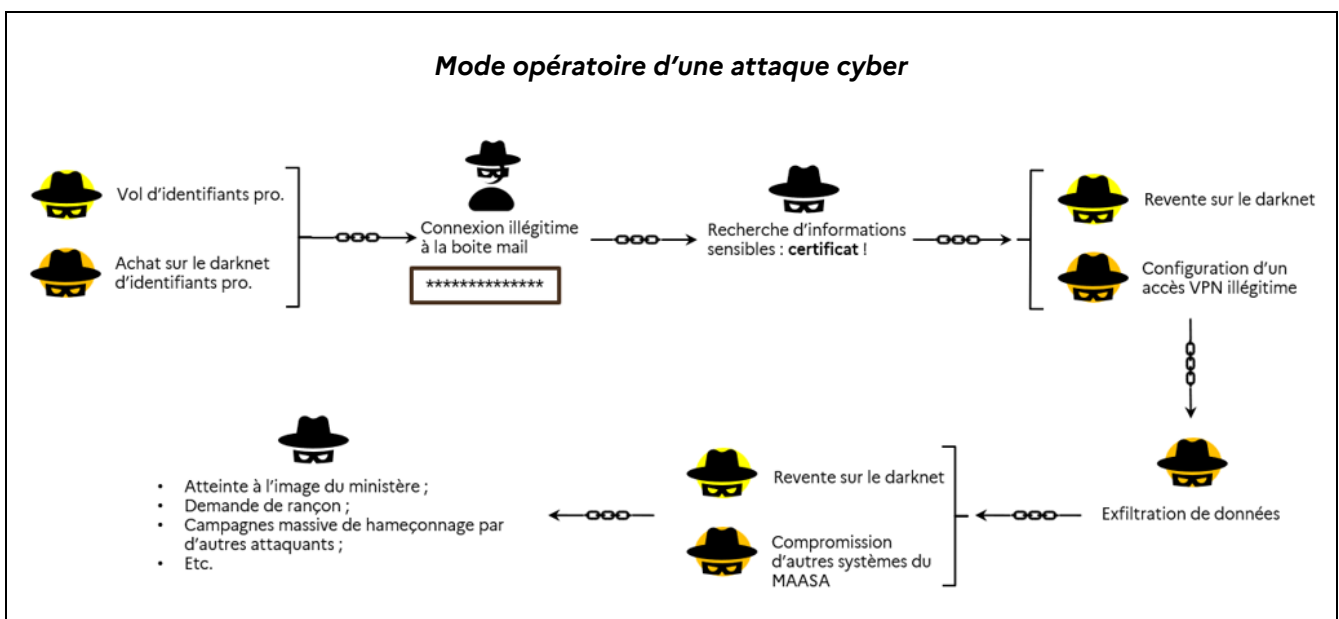 Mode opératoire d'une attaque cyber
Vol d'identifiants pro.
Achat sur le darknet
d'identifiants pro.
Connexion illégitime
à la boite mail
**************
Recherche d'informations
sensibles : certificat !
Revente sur le darknet
Configuration d'un
accès VPN illégitime
Exfiltration de données
Revente sur le darknet
Compromission
d'autres systèmes du
MAASA
• Atteinte à l'image du ministère ;
• Demande de rançon ;
• Campagnes massive de hameçonnage par
d'autres attaquants ;
• Etc.